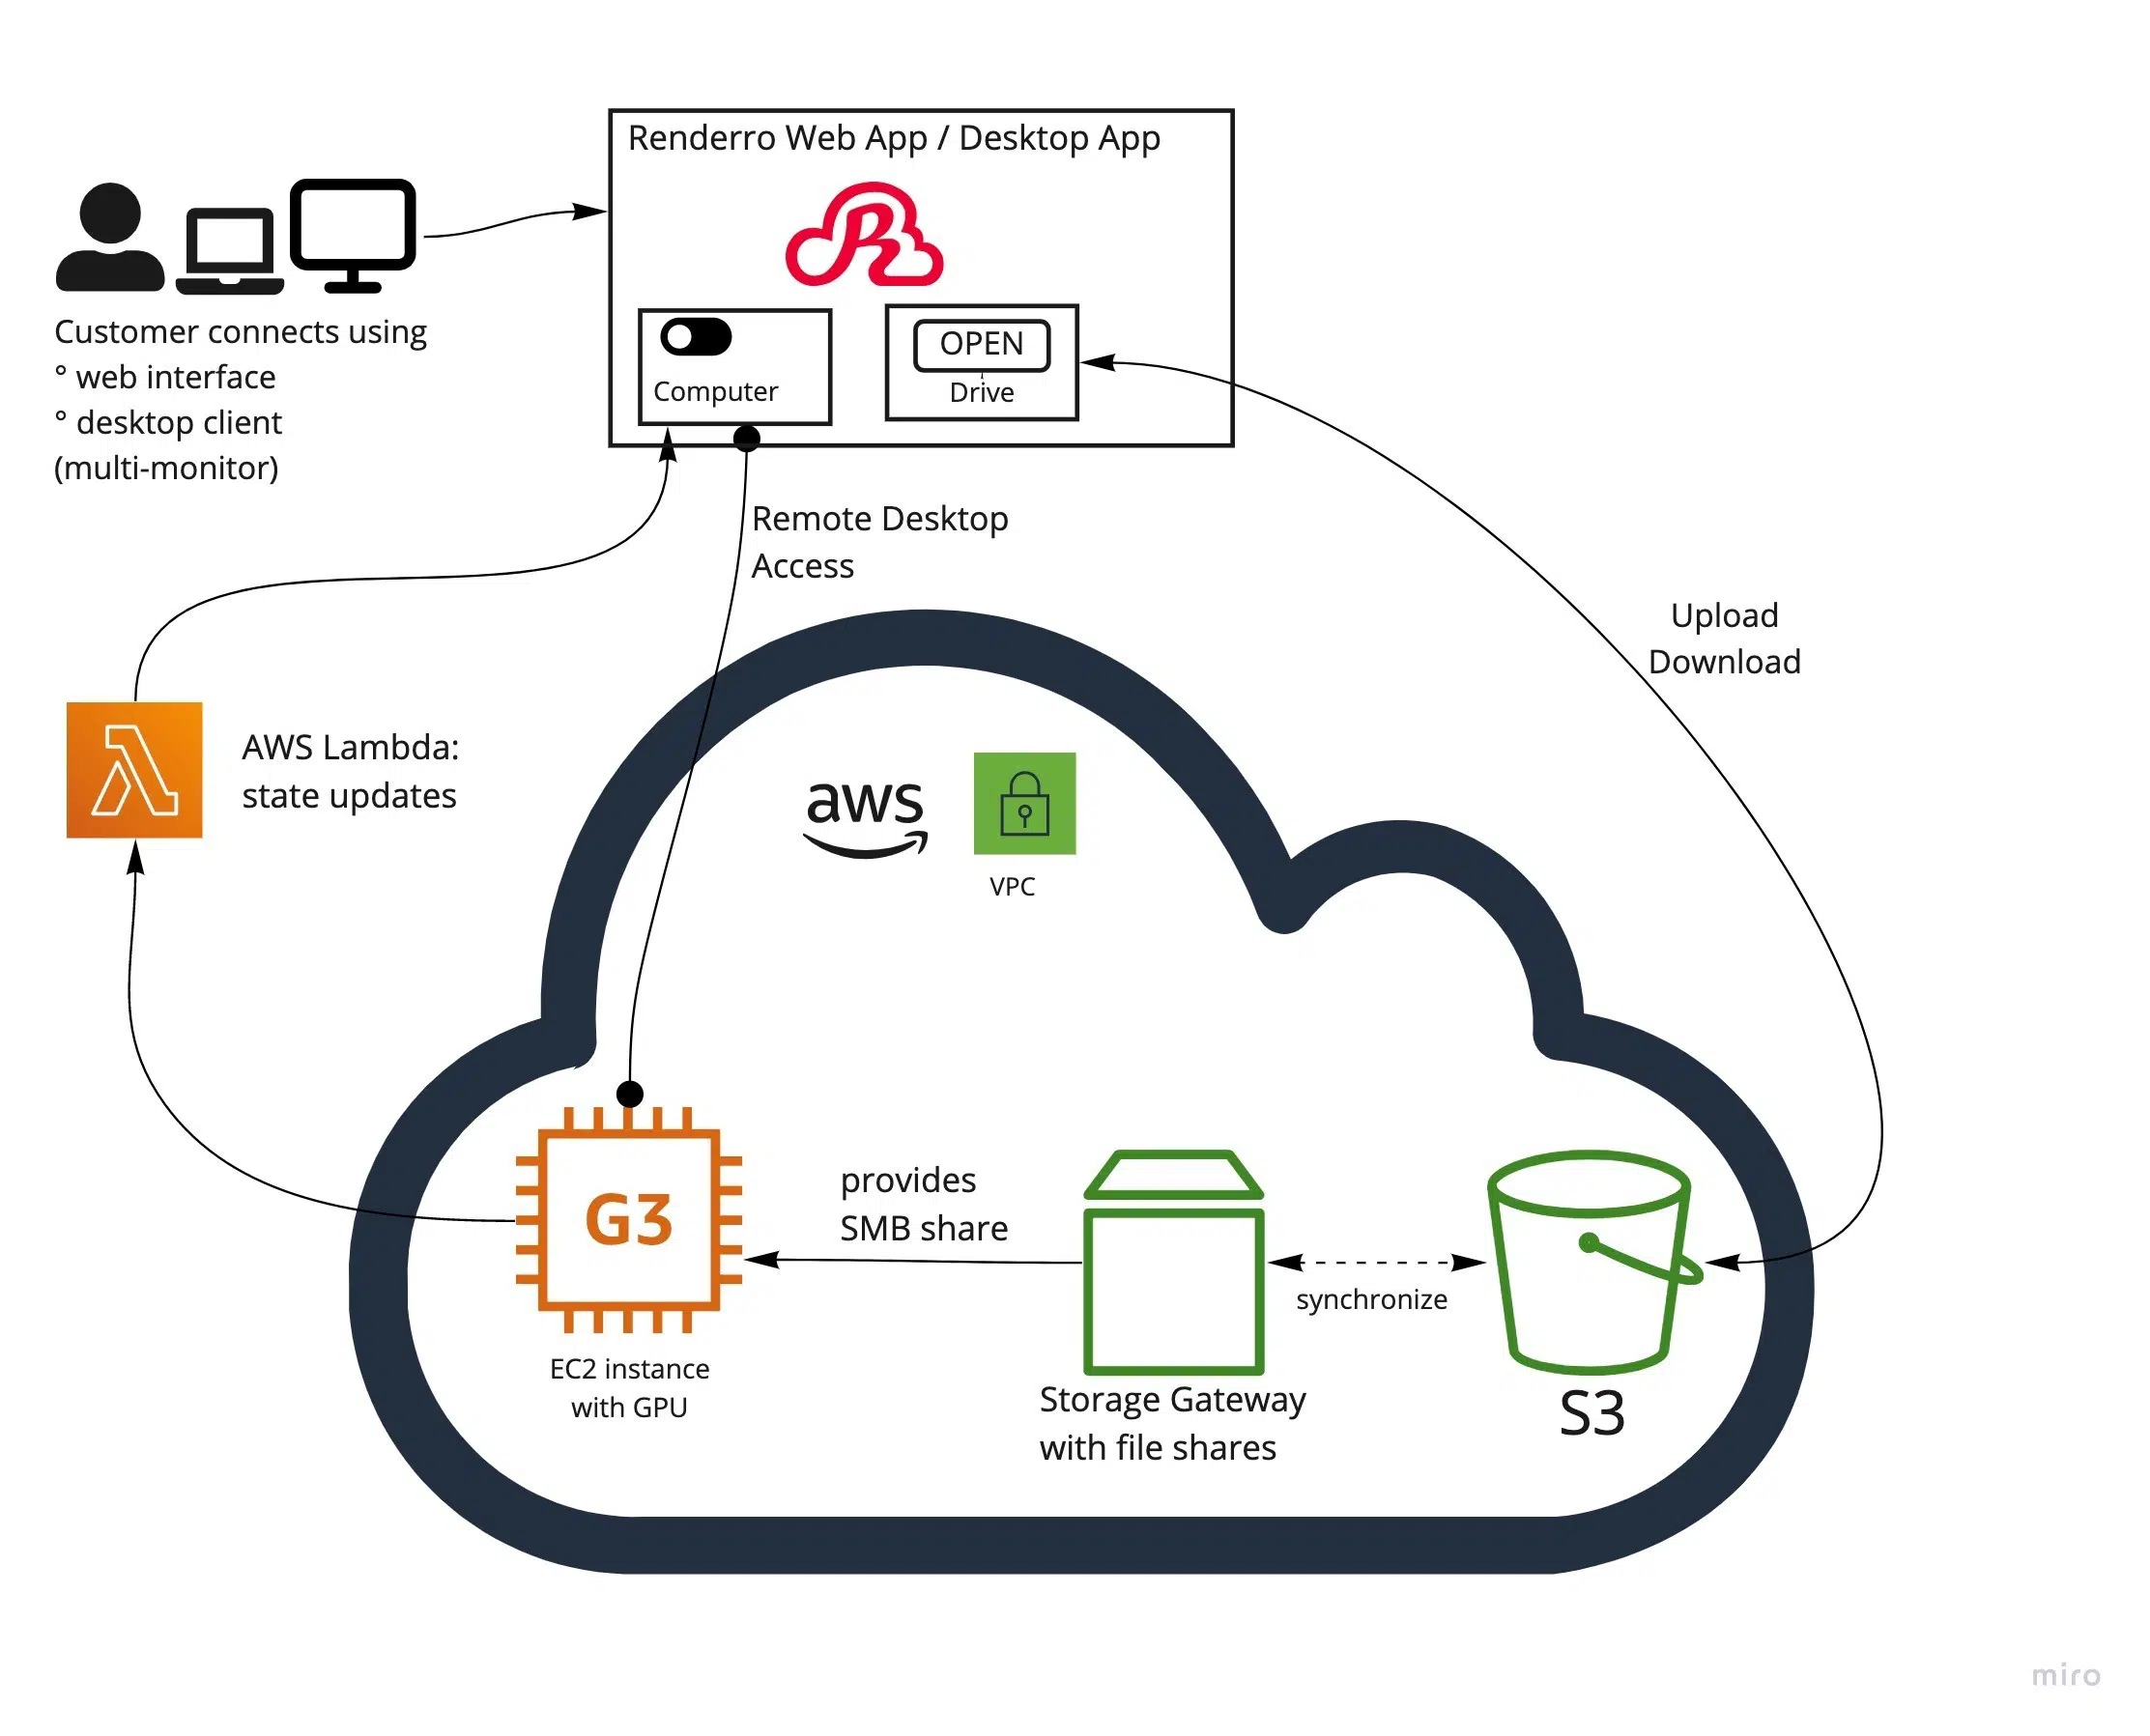 Renderro Web App / Desktop App
R
Customer connects using
° web interface
° desktop client
(multi-monitor)
Computer
OPEN
Drive
Remote Desktop
Access
Upload
Download
AWS Lambda:
state updates
aws
VPC
G3
EC2 instance
with GPU
provides
SMB share
Storage Gateway
with file shares
synchronize
S3
miro